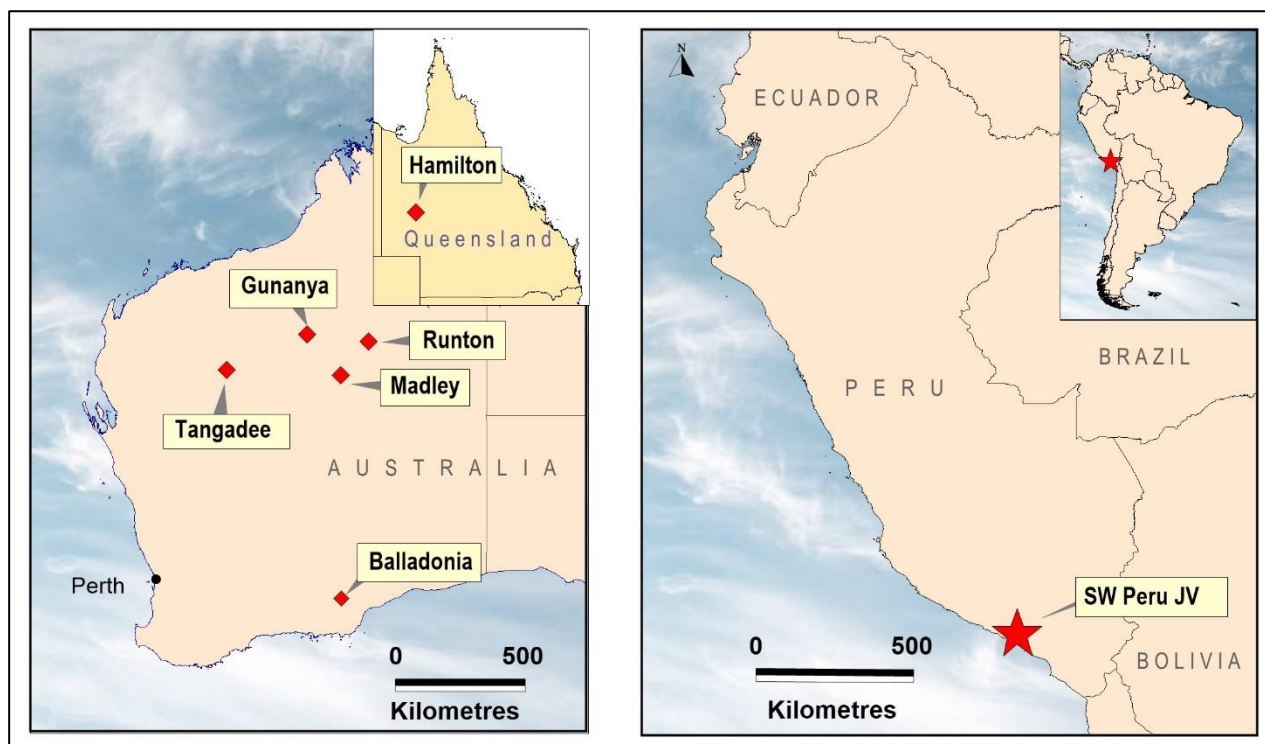 Hamilton
Queensland
Gunanya
Runton
Madley
Tangadee
AUSTRALIA
Balladonia
Perth
0 500
Kilometres
N
ECUADOR
PERU
BRAZIL
SW Peru JV
BOLIVIA
0 500
Kilometres